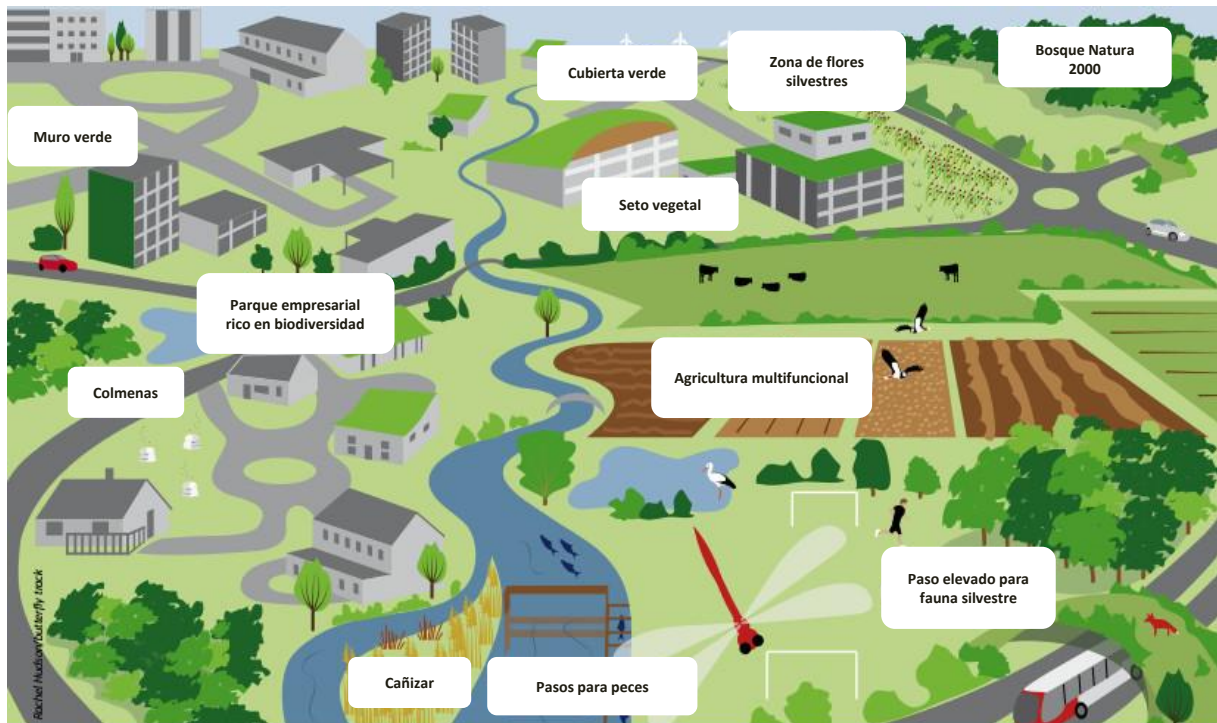 Cubierta verde
Zona de flores
silvestres
Bosque Natura
2000
Muro verde
Seto vegetal
Parque empresarial
rico en biodiversidad
Colmenas
Agricultura multifuncional
Paso elevado para
fauna silvestre
Cañizar
Pasos para peces
Rachel Hudson/butterfly track